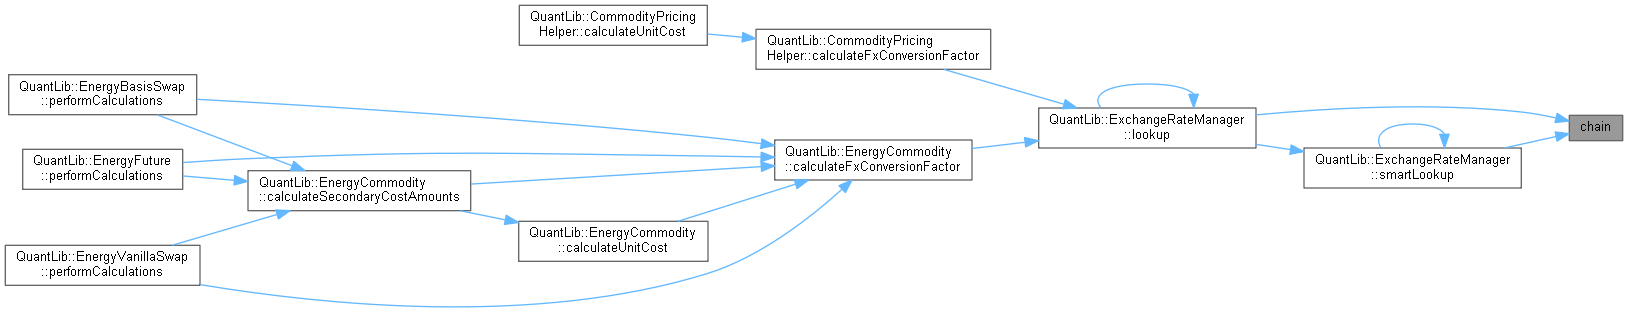 QuantLib::CommodityPricing
Helper::calculateUnitCost
QuantLib::CommodityPricing
Helper::calculateFxConversionFactor
QuantLib::EnergyBasisSwap
::performCalculations
QuantLib::ExchangeRateManager
::lookup
chain
QuantLib::EnergyFuture
::performCalculations
QuantLib::EnergyCommodity
::calculateFxConversionFactor
QuantLib::ExchangeRateManager
::smartLookup
QuantLib::EnergyCommodity
::calculateSecondaryCostAmounts
QuantLib::EnergyCommodity
::calculateUnitCost
QuantLib::EnergyVanillaSwap
::performCalculations